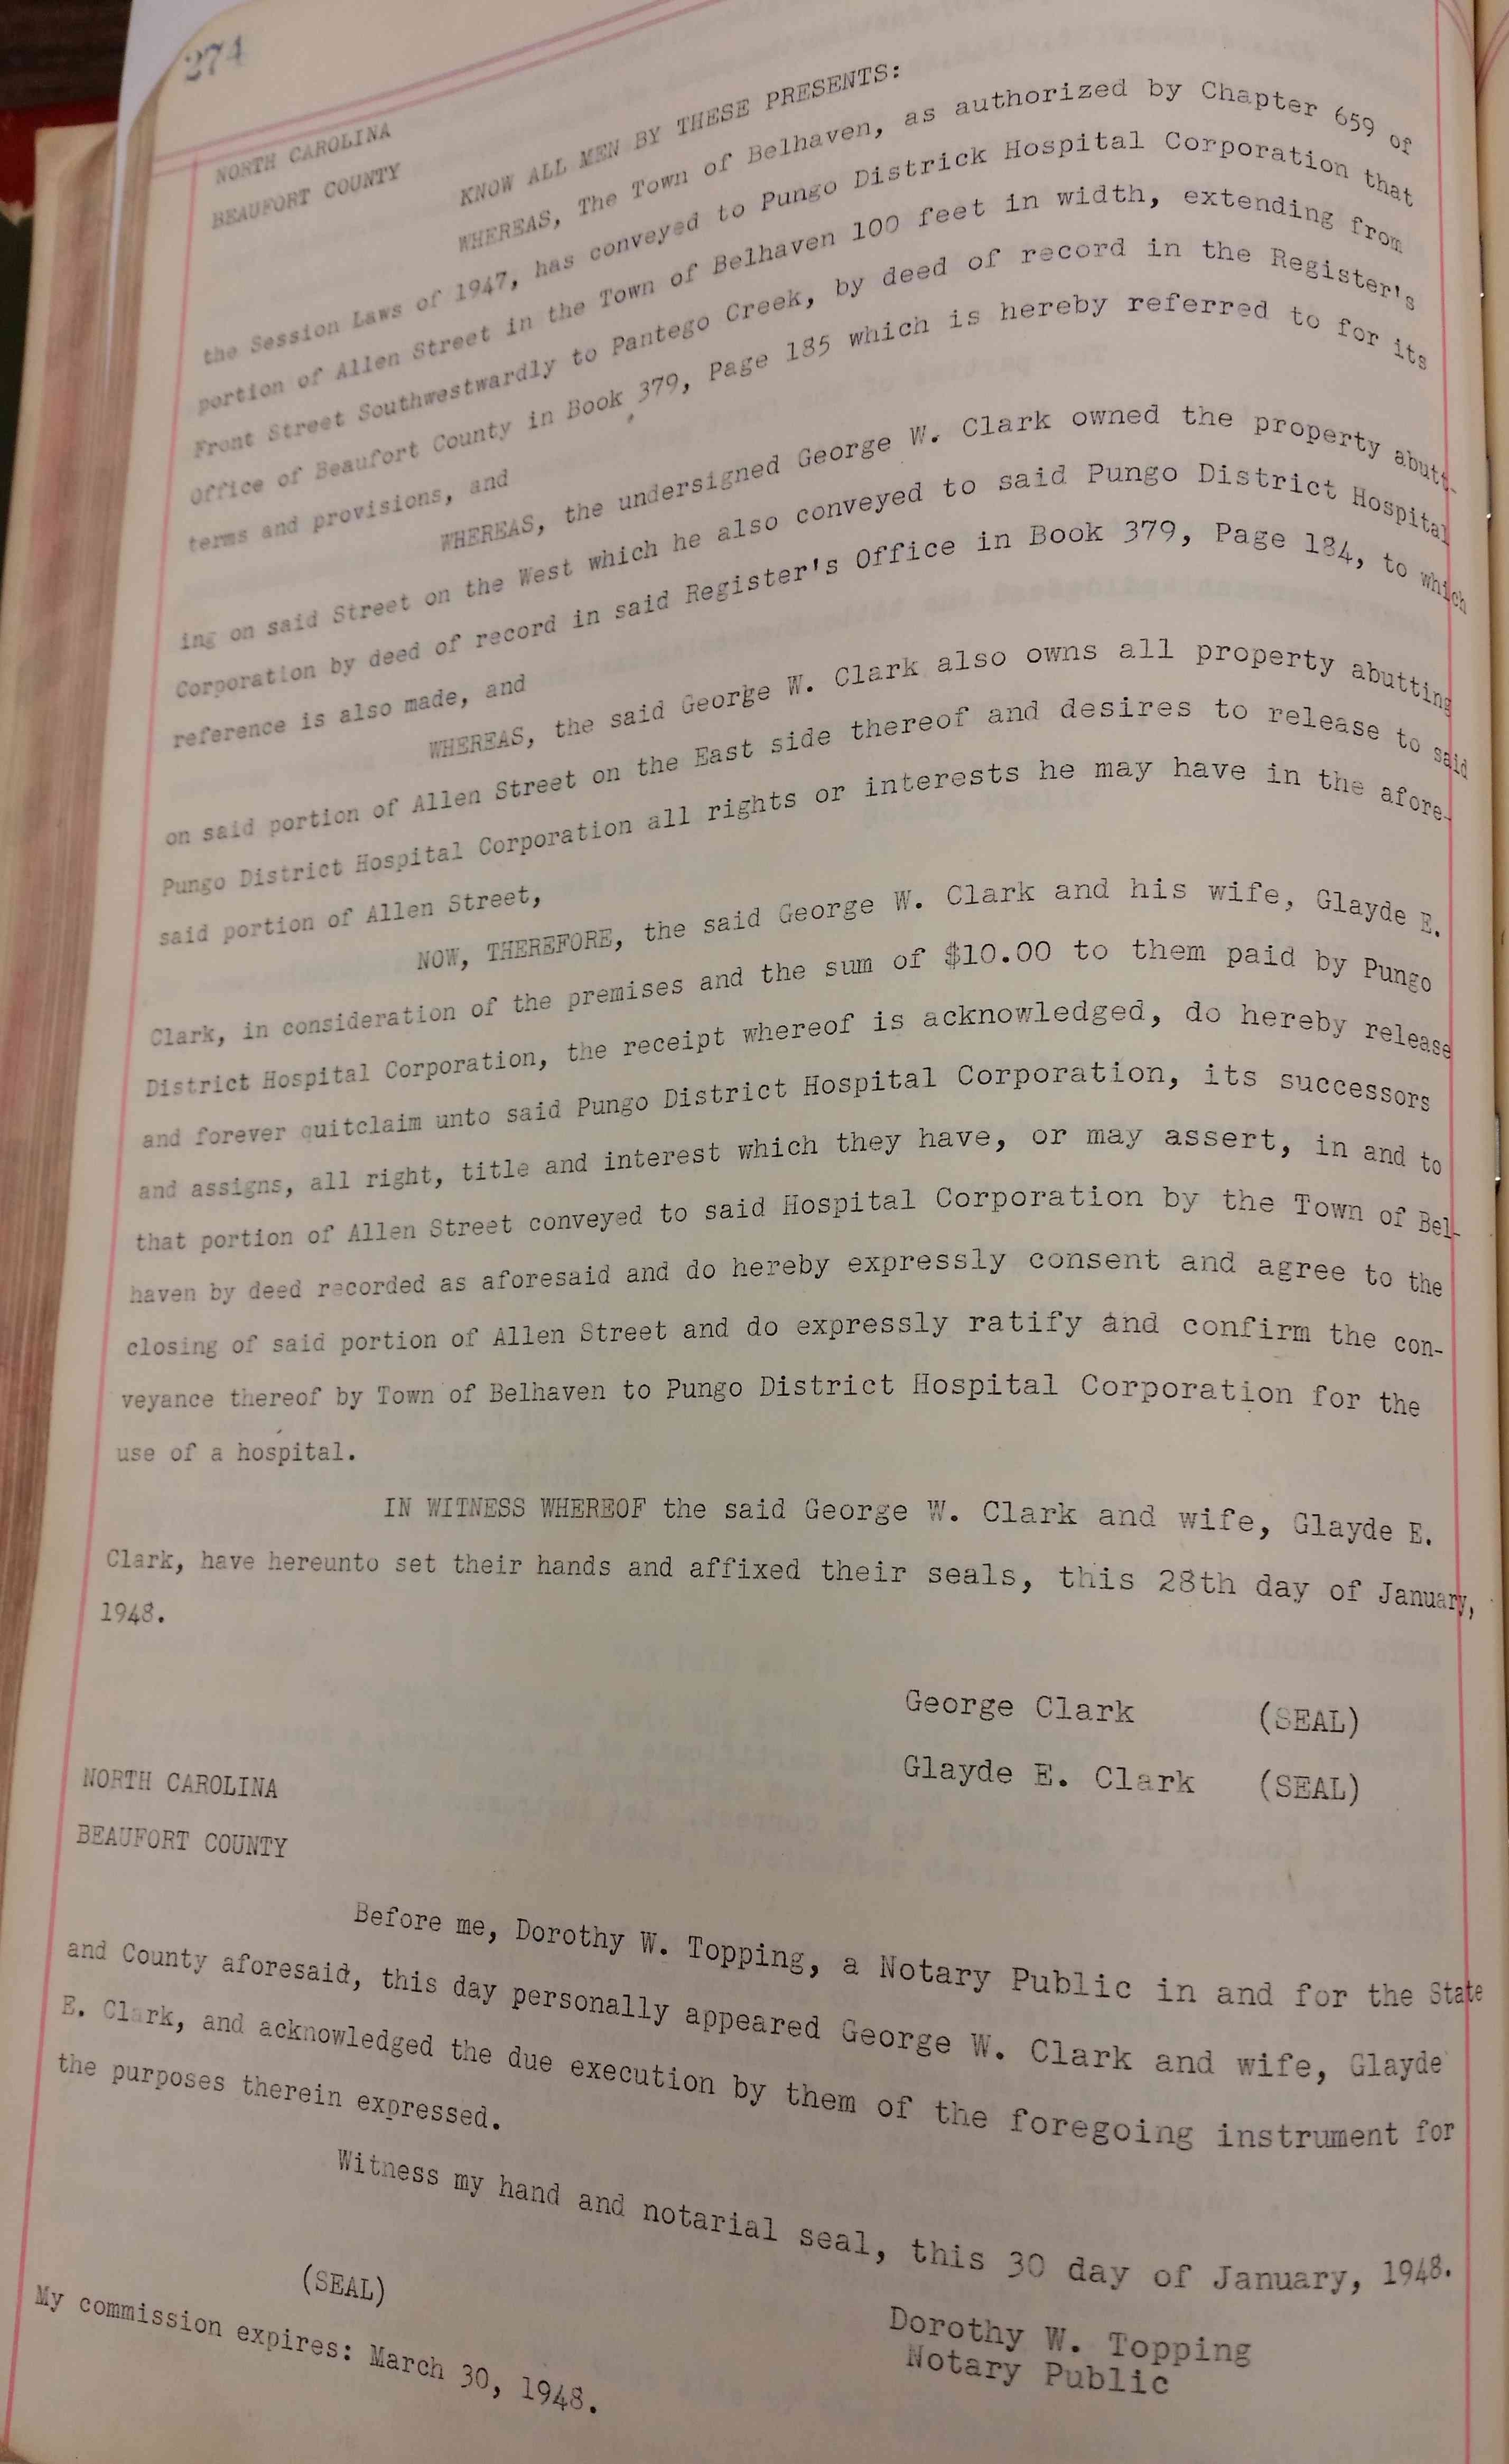 274
NORTH CAROLINA
BEAUFORT COUNTY
KNOW ALL MEN BY THESE PRESENTS:
WHEREAS, The Town of Belhaven, as authorized by Chapter 659 of
the Session Laws of 1947, has conveyed to Pungo Districk Hospital Corporation that
portion of Allen Street in the Town of Belhaven 100 feet in width, extending from
Front Street Southwestwardly to Pantego Creek, by deed of record in the Register's
Office of Beaufort County in Book 379, Page 185 which is hereby referred to for its
terms and provisions, and
WHEREAS, the undersigned George W. Clark owned the property abutt-
ing on said Street on the West which he also conveyed to said Pungo District Hospital
Corporation by deed of record in said Register's Office in Book 379, Page 184, to which
reference is also made, and
WHEREAS, the said George W. Clark also owns all property abutting
on said portion of Allen Street on the East side thereof and desires to release to said
Pungo District Hospital Corporation all rights or interests he may have in the afore-
said portion of Allen Street,
NOW, THEREFORE, the said George W. Clark and his wife, Glayde E.
Clark, in consideration of the premises and the sum of $10.00 to them paid by Pungo
District Hospital Corporation, the receipt whereof is acknowledged, do hereby release
and forever quitclaim unto said Pungo District Hospital Corporation, its successors
and assigns, all right, title and interest which they have, or may assert, in and to
that portion of Allen Street conveyed to said Hospital Corporation by the Town of Bel-
haven by deed recorded as aforesaid and do hereby expressly consent and agree to the
closing of said portion of Allen Street and do expressly ratify and confirm the con-
veyance thereof by Town of Belhaven to Pungo District Hospital Corporation for the
use of a hospital.
IN WITNESS WHEREOF the said George W. Clark and wife, Glayde E.
Clark, have hereunto set their hands and affixed their seals, this 28th day of January,
1948.
George Clark (SEAL)
Glayde E. Clark (SEAL)
NORTH CAROLINA
BEAUFORT COUNTY
Before me, Dorothy W. Topping, a Notary Public in and for the State
and County aforesaid, this day personally appeared George W. Clark and wife, Glayde
E. Clark, and acknowledged the due execution by them of the foregoing instrument for
the purposes therein expressed.
Witness my hand and notarial seal, this 30 day of January, 1948.
(SEAL)
Dorothy W. Topping
My commission expires: March 30, 1948.
Notary Public